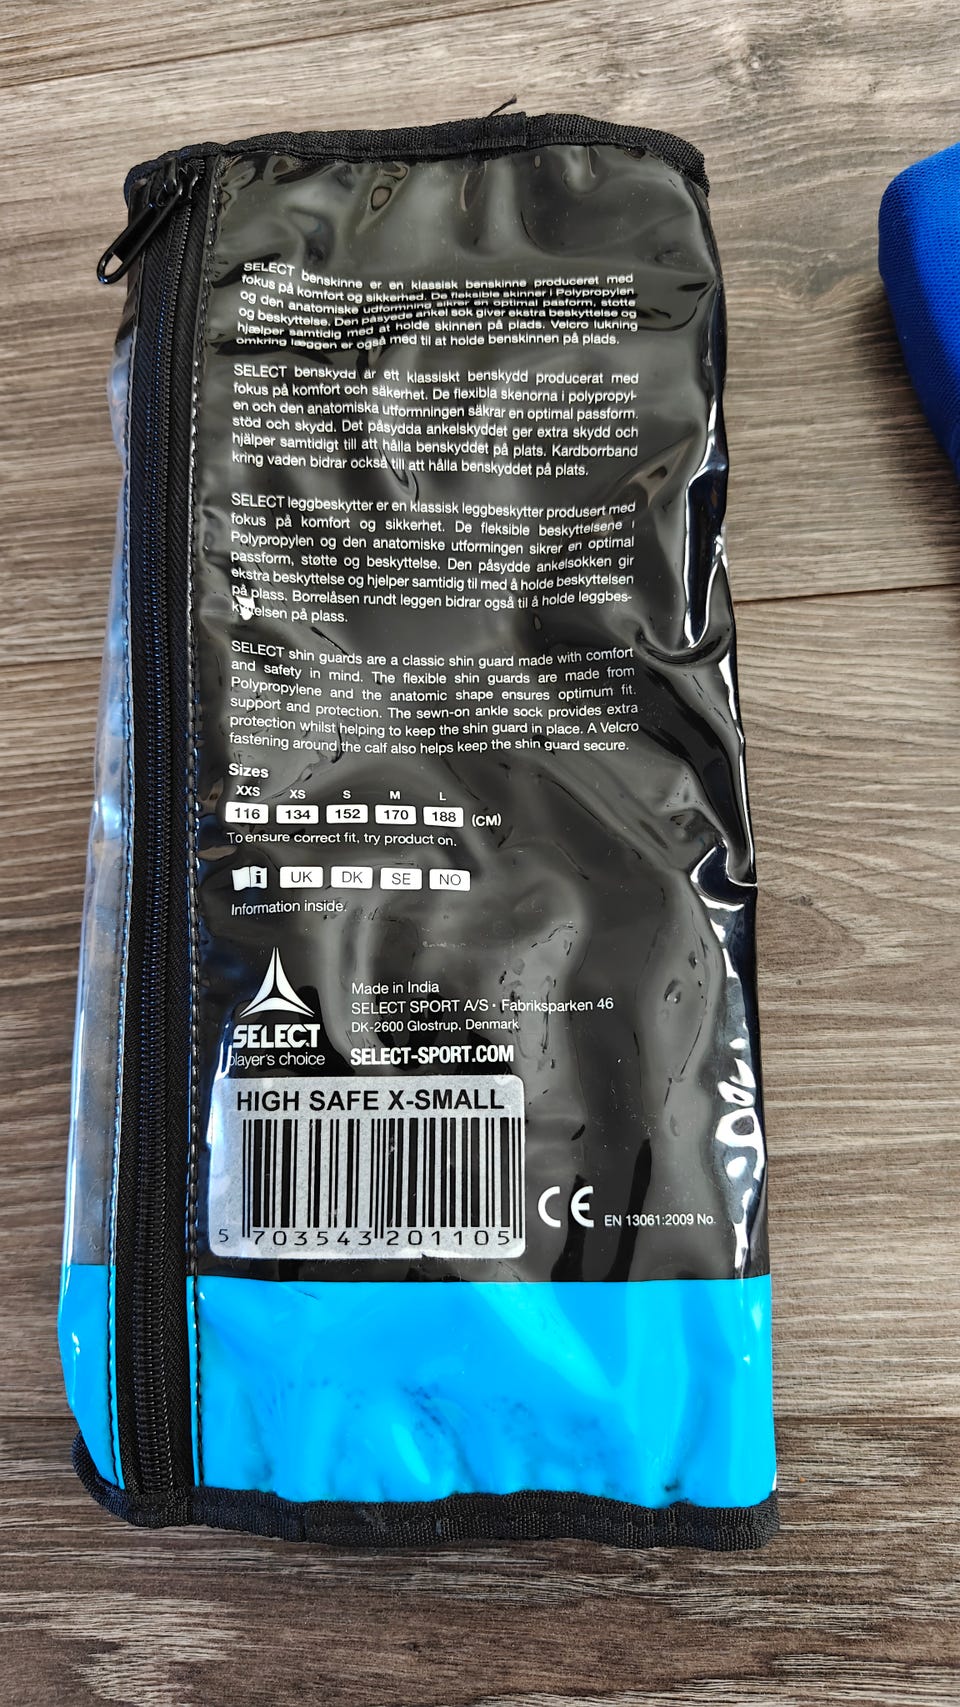 SELECT benskinne er en klassisk benskinne produceret med
fokus på komfort og sikkerhed. De fleksible skinner i Polypropylen
og den anatomiske udformning sikrer en optimal pasform, støtte
og beskyttelse. Den påsyede ankel sok giver ekstra beskyttelse og
hjælper samtidig med at holde skinnen på plads. Velcro lukning
omkring læggen er også med til at holde benskinnen på plads.
SELECT benskydd är ett klassiskt benskydd producerat med
fokus på komfort och säkerhet. De flexibla skenorna i polypropyl-
en och den anatomiska utformningen säkrar en optimal passform.
stöd och skydd. Det påsydda ankelskyddet ger extra skydd och
hjälper samtidigt till att hålla benskyddet på plats. Kardborrband
kring vaden bidrar också till att hålla benskyddet på plats.
SELECT leggbeskytter er en klassisk leggbeskytter produsert med
fokus på komfort og sikkerhet. De fleksible beskyttelsene i
Polypropylen og den anatomiske utformingen sikrer en optimal
passform, støtte og beskyttelse. Den påsydde ankelsokken gir
ekstra beskyttelse og hjelper samtidig til med å holde beskyttelsen
på plass. Borrelåsen rundt leggen bidrar også til å holde leggbes-
kyttelsen på plass.
SELECT shin guards are a classic shin guard made with comfort
and safety in mind. The flexible shin guards are made from
Polypropylene and the anatomic shape ensures optimum fit.
support and protection. The sewn-on ankle sock provides extra
protection whilst helping to keep the shin guard in place. A Velcro
fastening around the calf also helps keep the shin guard secure.
Sizes
XXS XS S M L
116 134 152 170 188 (CM)
To ensure correct fit, try product on.
i UK DK SE NO
Information inside.
Made in India
SELECT SPORT A/S • Fabriksparken 46
DK-2600 Glostrup, Denmark
SELECT-SPORT.COM
SELECT
player's choice
HIGH SAFE X-SMALL
5 703543 201105
CE EN 13061:2009 No.